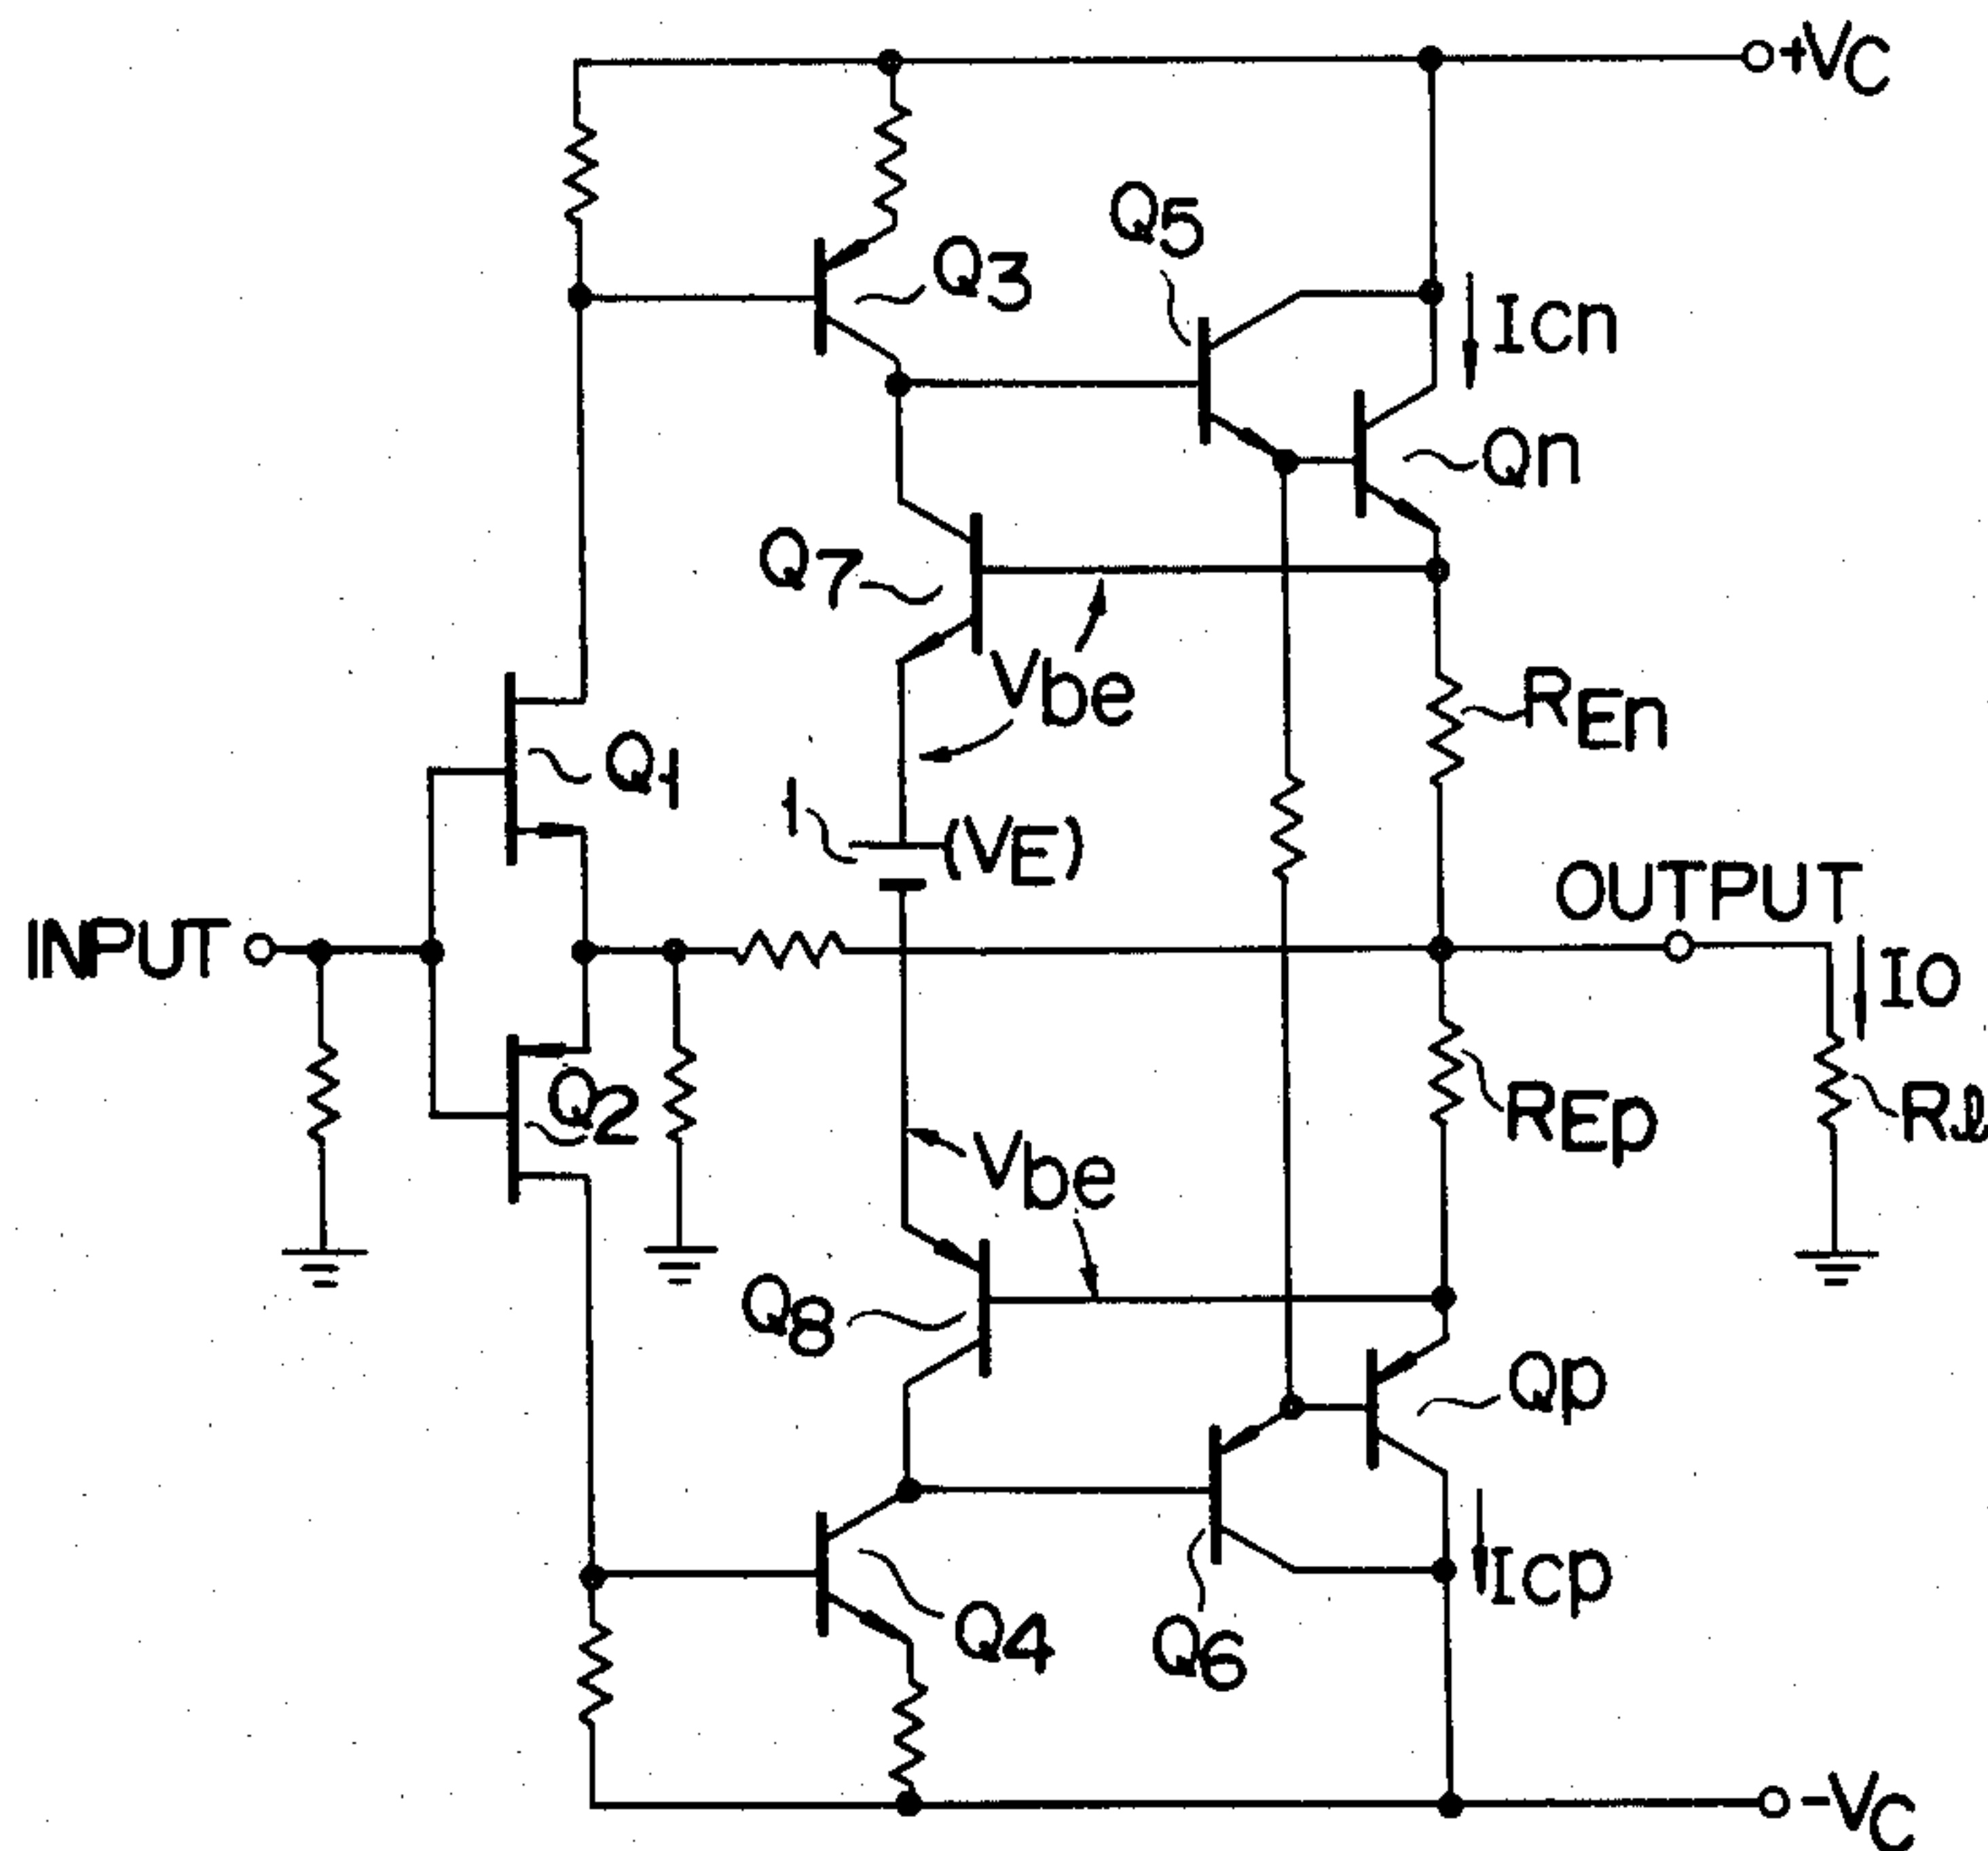 +VC
Q5
Q3
Icn
Qn
Q7
Vbe
REn
Q1
1
(VE)
OUTPUT
INPUT
IO
Q2
REp
Rℓ
Vbe
Q8
Qp
Icp
Q4
Q6
-VC